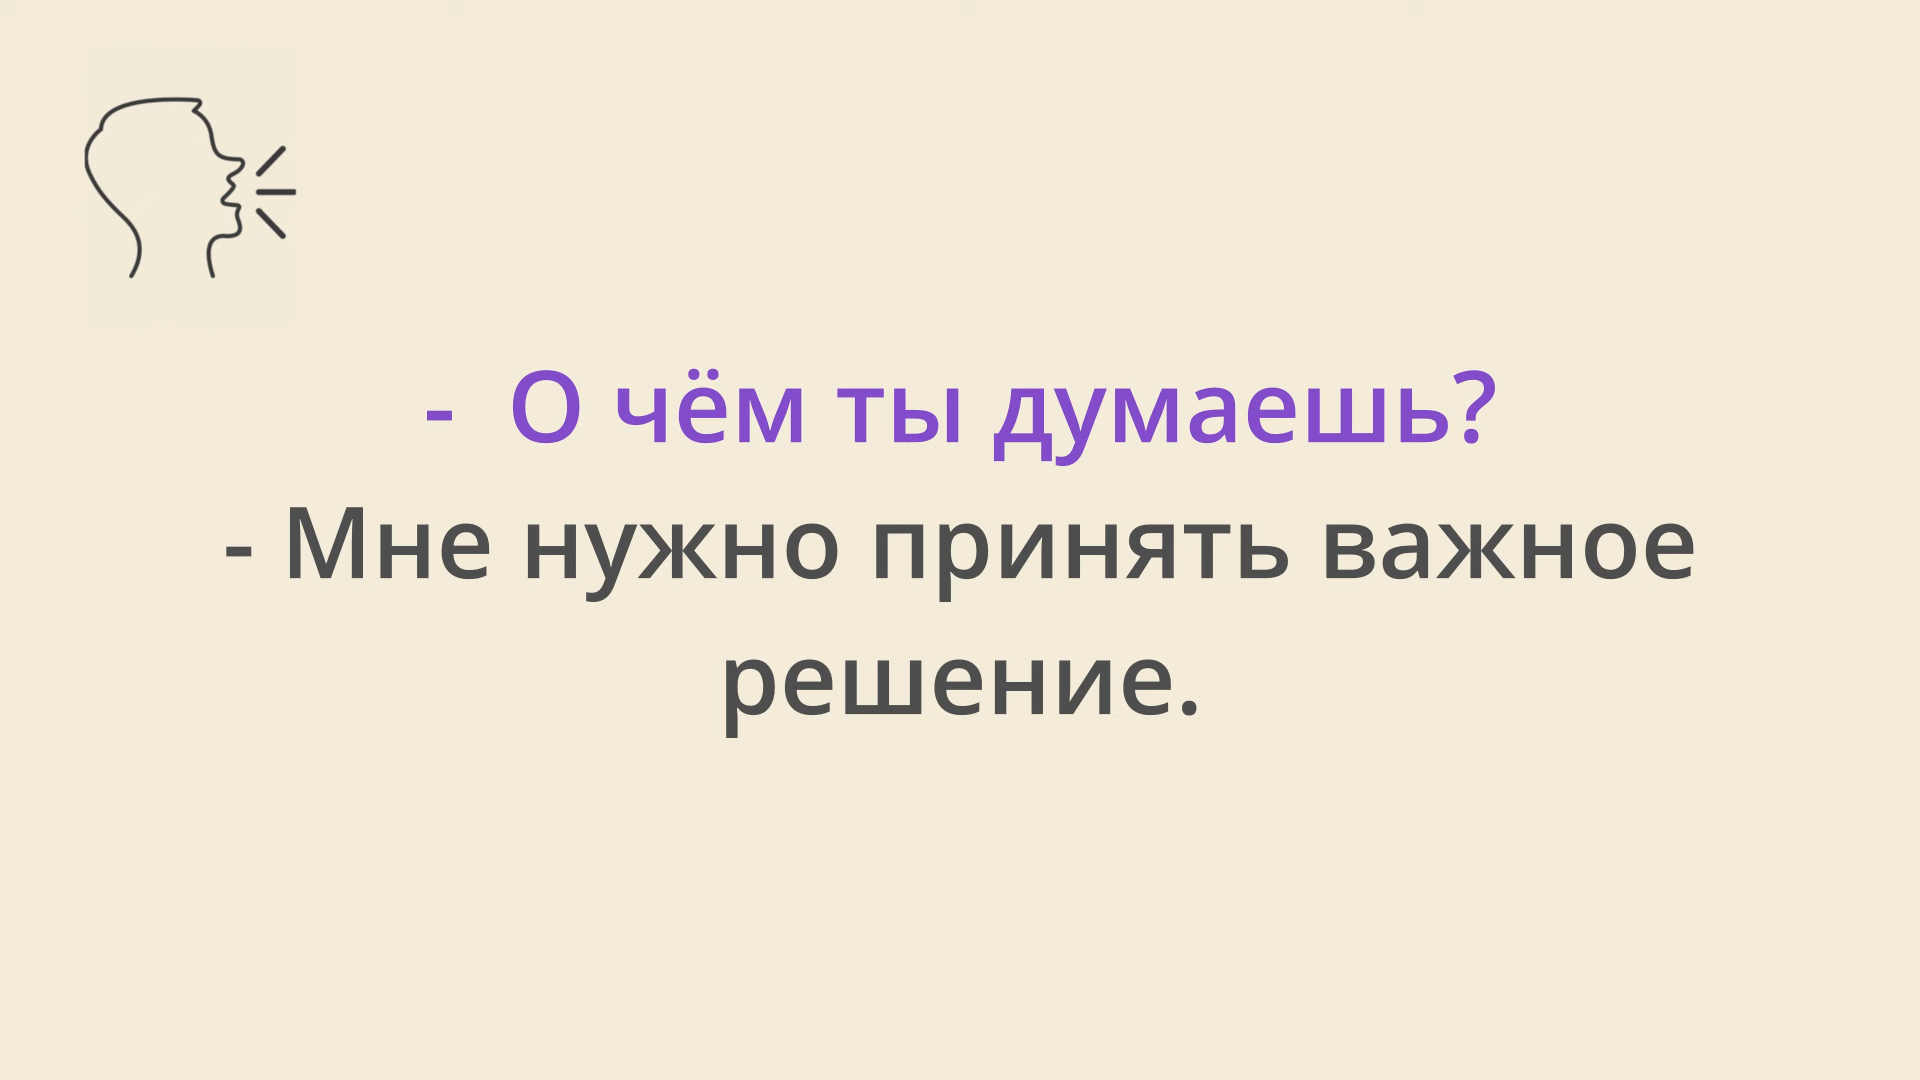 - О чём ты думаешь?
- Мне нужно принять важное
решение.